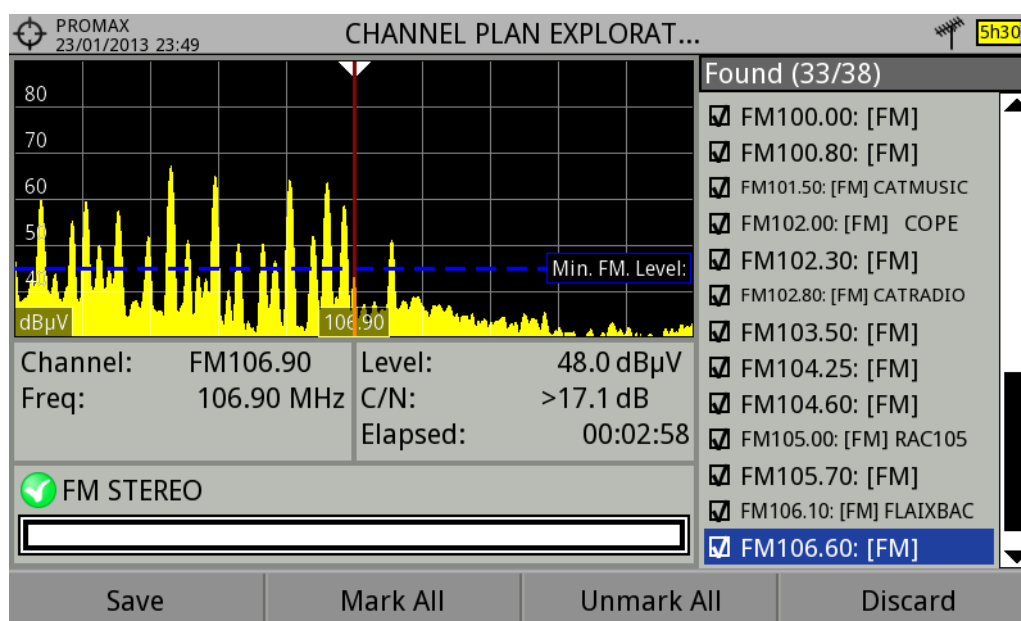 PROMAX
23/01/2013 23:49
CHANNEL PLAN EXPLORAT...
5h30
80
70
60
50
40
Min. FM. Level:
dBµV
106.90
Channel: FM106.90
Freq: 106.90 MHz
Level: 48.0 dBµV
C/N: >17.1 dB
Elapsed: 00:02:58
FM STEREO
Found (33/38)
FM100.00: [FM]
FM100.80: [FM]
FM101.50: [FM] CATMUSIC
FM102.00: [FM] COPE
FM102.30: [FM]
FM102.80: [FM] CATRADIO
FM103.50: [FM]
FM104.25: [FM]
FM104.60: [FM]
FM105.00: [FM] RAC105
FM105.70: [FM]
FM106.10: [FM] FLAIXBAC
FM106.60: [FM]
Save
Mark All
Unmark All
Discard